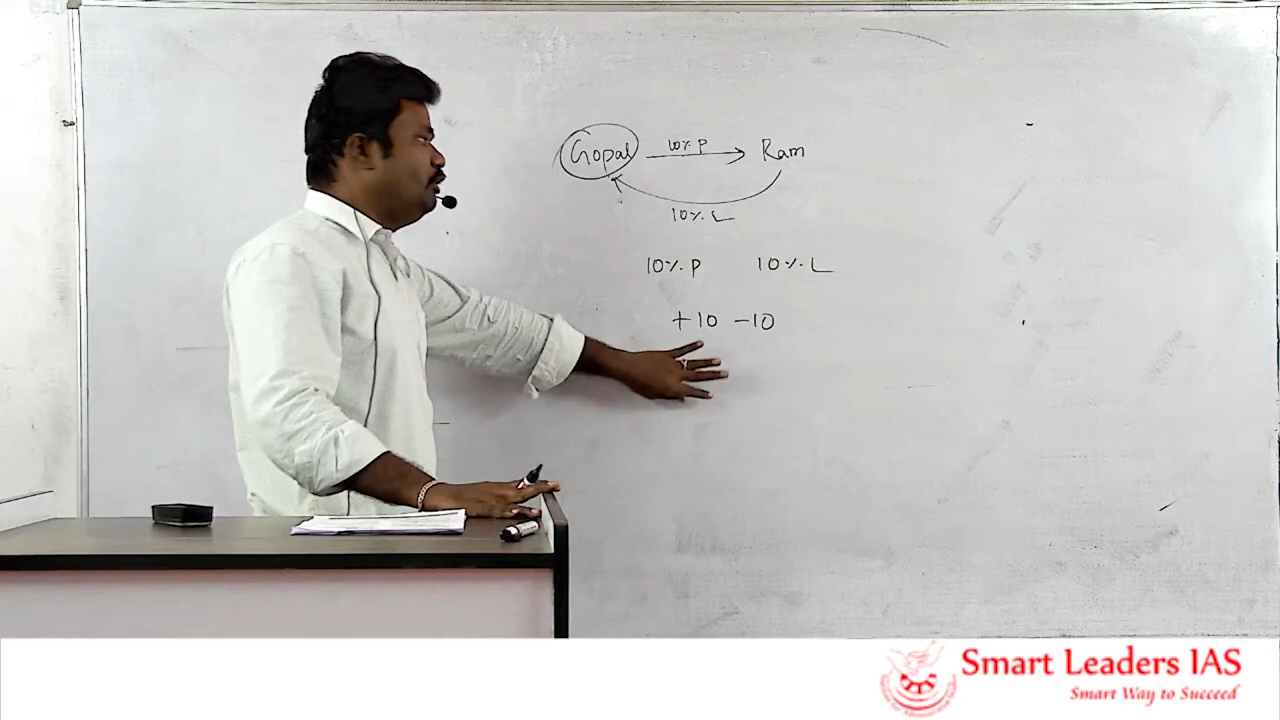 10% P
Gopal Ram
10% L
10% P 10% L
+10 -10
Smart Leaders IAS
Smart Way to Succeed